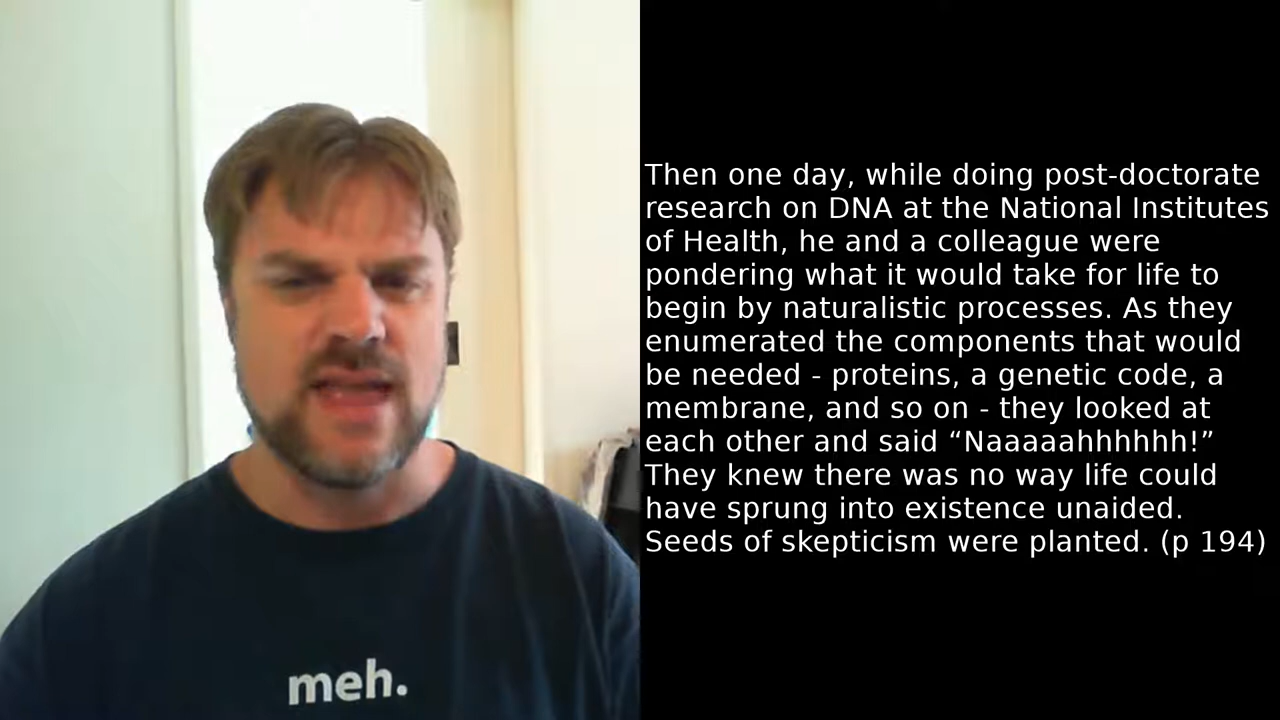 Then one day, while doing post-doctorate
research on DNA at the National Institutes
of Health, he and a colleague were
pondering what it would take for life to
begin by naturalistic processes. As they
enumerated the components that would
be needed - proteins, a genetic code, a
membrane, and so on - they looked at
each other and said “Naaaaahhhhhh!”
They knew there was no way life could
have sprung into existence unaided.
Seeds of skepticism were planted. (p 194)
meh.